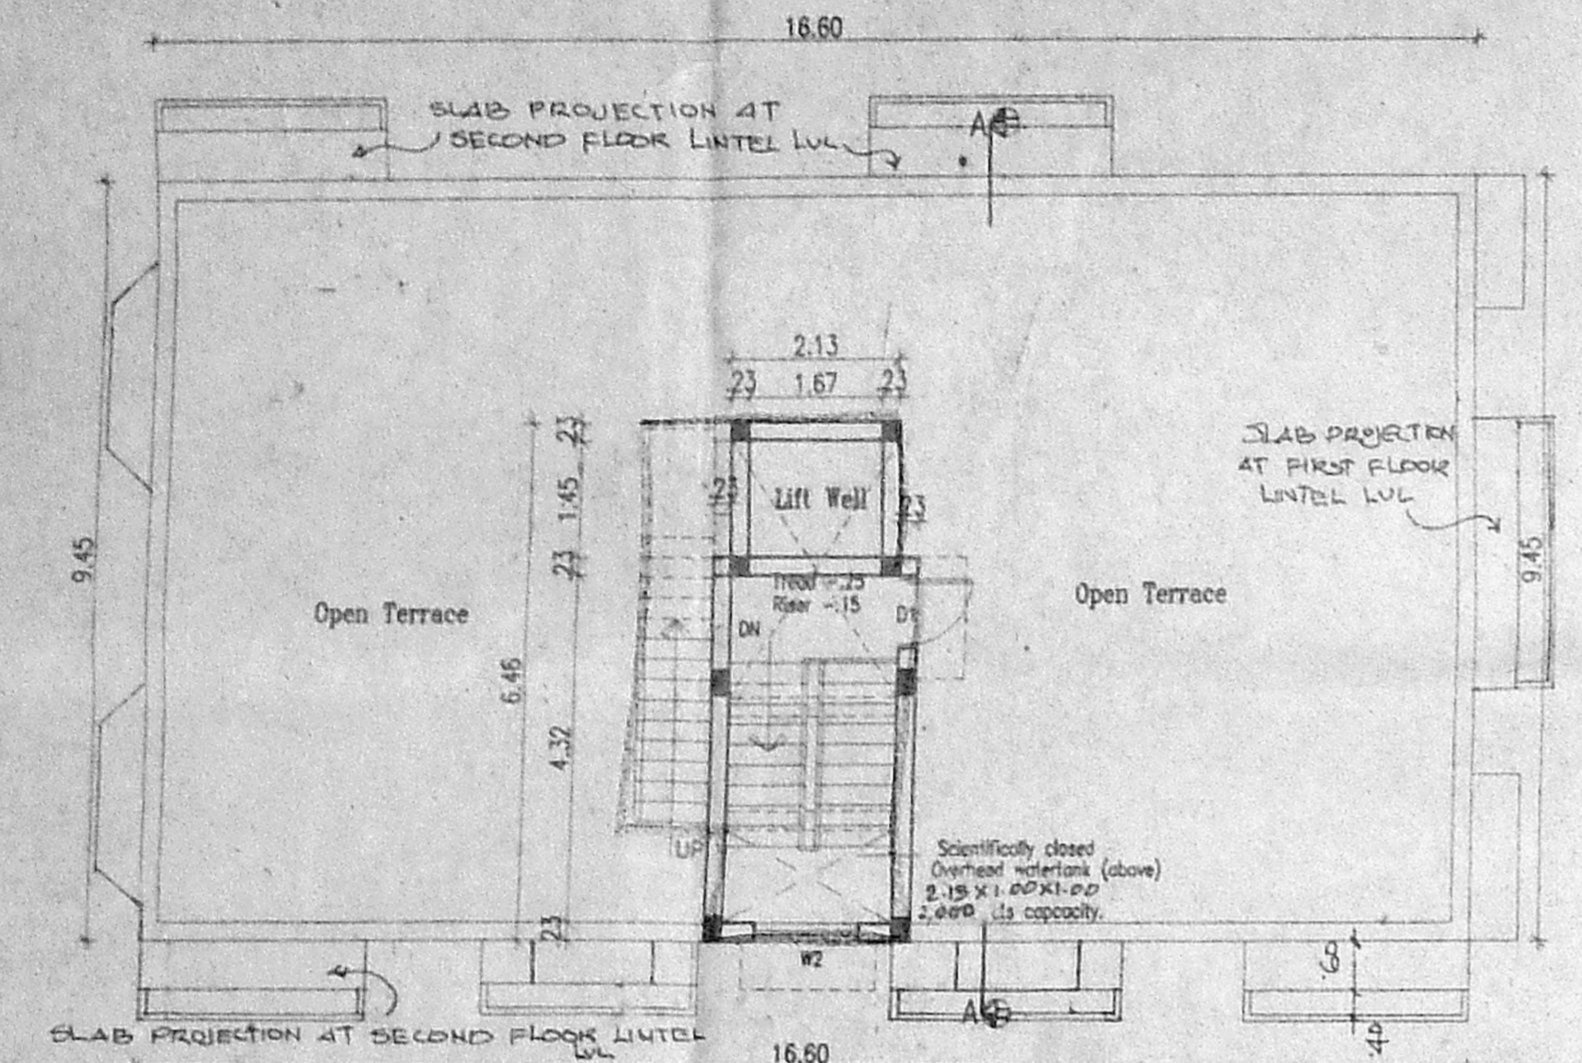 16.60
SLAB PROJECTION AT
SECOND FLOOR LINTEL LVL
A
2.13
23 1.67 23
23
1.45
23
4.32
23
6.46
9.45
9.45
23
23
Lift Well
SLAB PROJECTION
AT FIRST FLOOR
LINTEL LVL
Tread -.25
Riser -.15
DN
D1
Open Terrace
Open Terrace
UP
Scientifically closed
Overhead watertank (above)
2.13 X 1.00 X 1.00
2,000 Lts capcacity.
W2
A
SLAB PROJECTION AT SECOND FLOOR LINTEL
LVL
16.60